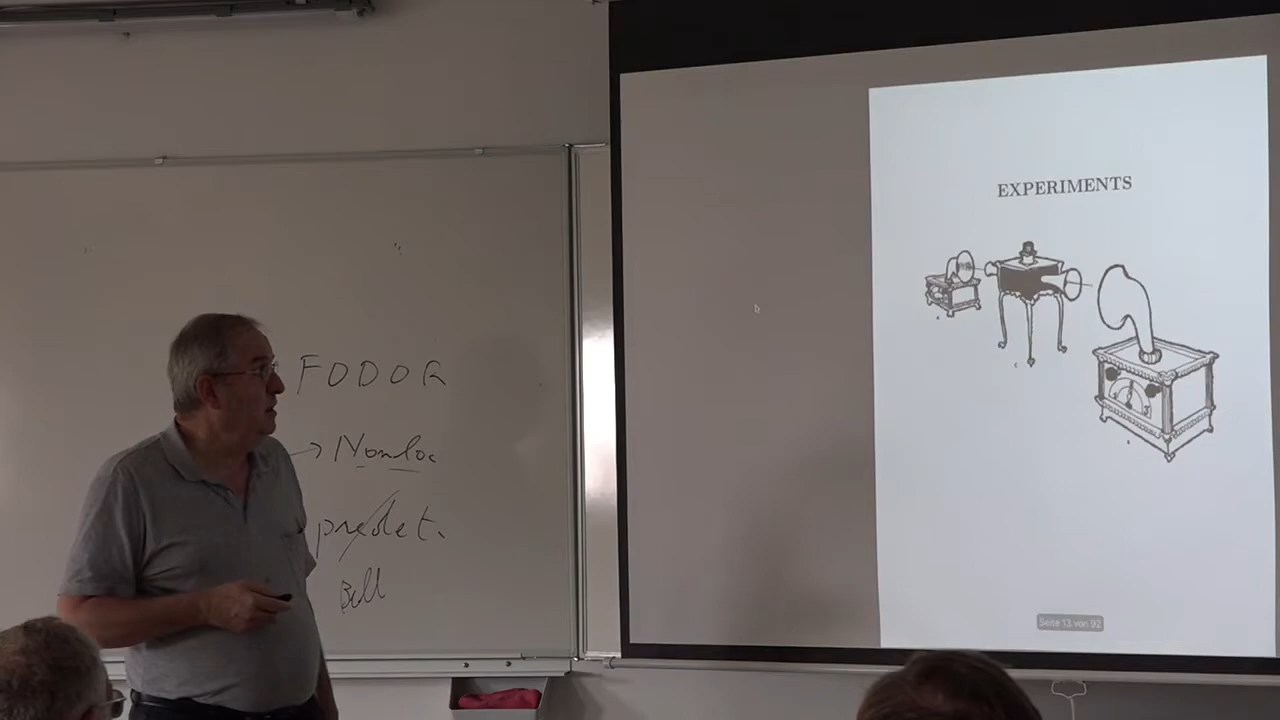 FODOR
→ Nonloc
predet.
Bell
EXPERIMENTS
A
C
B
Seite 13 von 92